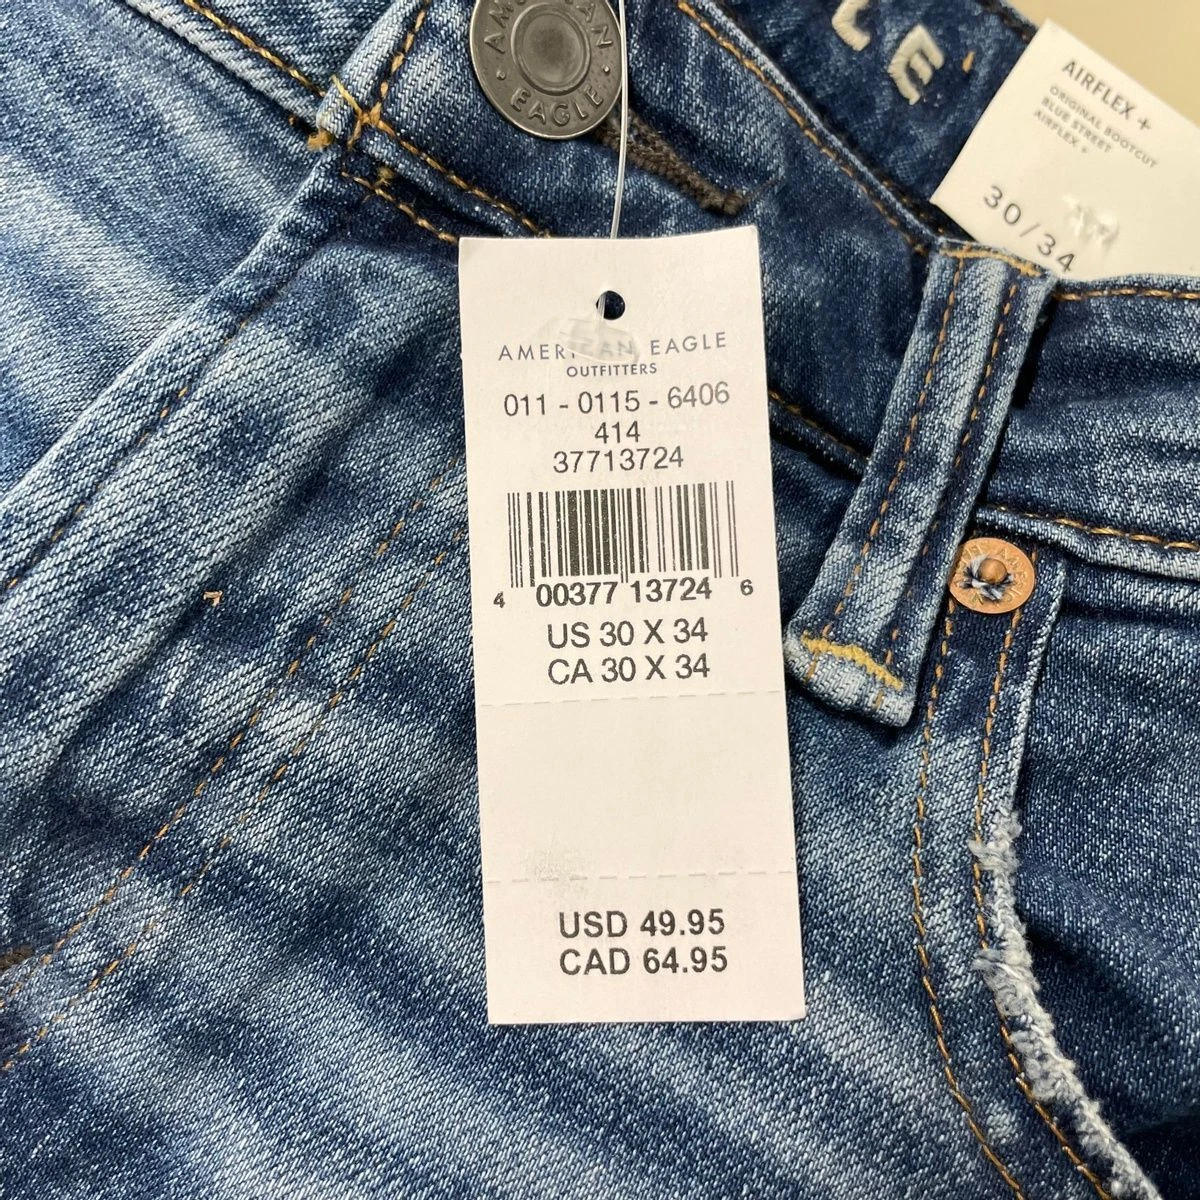 AMERICAN
EAGLE
LE
AIRFLEX +
ORIGINAL BOOTCUT
BLUE STREET
AIRFLEX +
30/34
AMERICAN EAGLE
OUTFITTERS
011 - 0115 - 6406
414
37713724
4 00377 13724 6
US 30 X 34
CA 30 X 34
USD 49.95
CAD 64.95